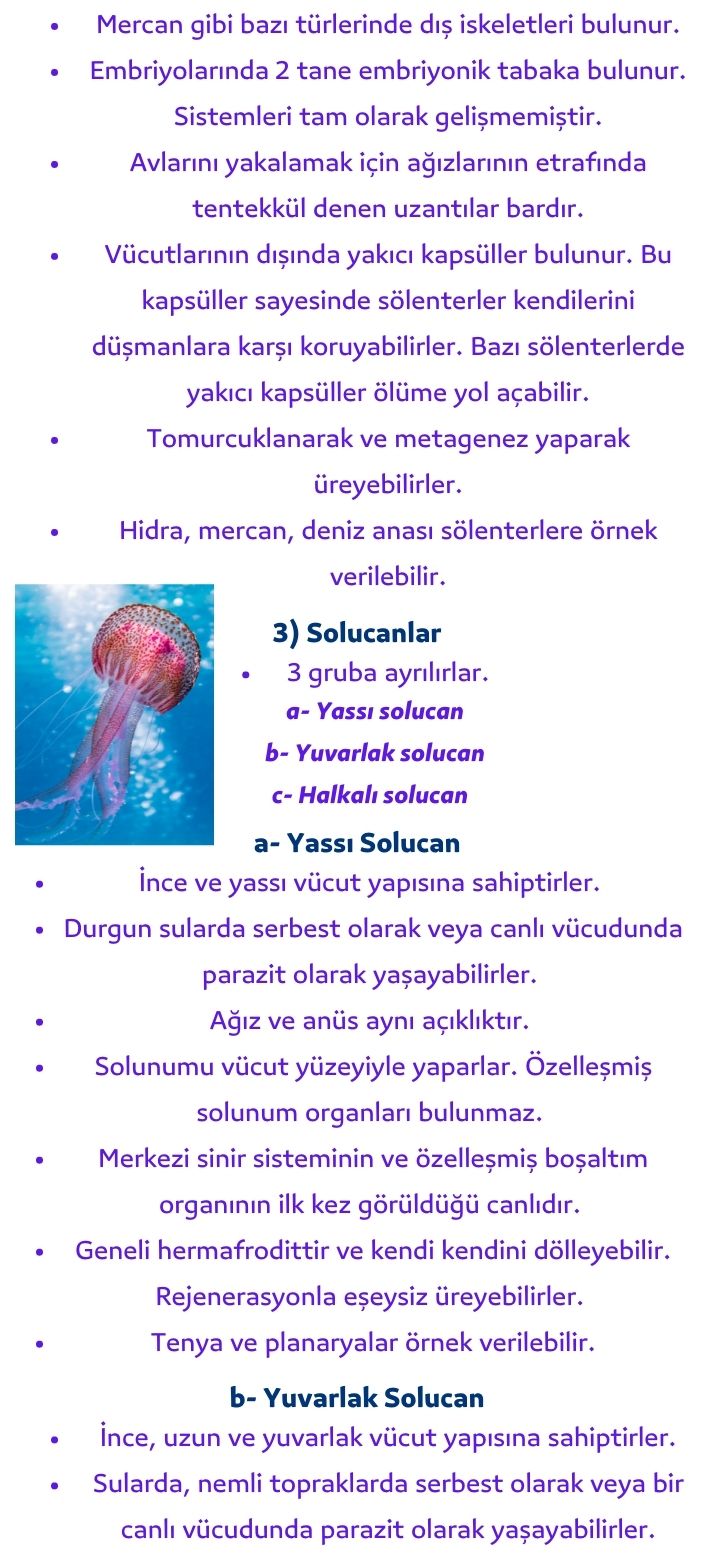 • Mercan gibi bazı türlerinde dış iskeletleri bulunur.
• Embriyolarında 2 tane embriyonik tabaka bulunur.
Sistemleri tam olarak gelişmemiştir.
• Avlarını yakalamak için ağızlarının etrafında
tentekkül denen uzantılar bardır.
• Vücutlarının dışında yakıcı kapsüller bulunur. Bu
kapsüller sayesinde sölenterler kendilerini
düşmanlara karşı koruyabilirler. Bazı sölenterlerde
yakıcı kapsüller ölüme yol açabilir.
• Tomurcuklanarak ve metagenez yaparak
üreyebilirler.
• Hidra, mercan, deniz anası sölenterlere örnek
verilebilir.
3) Solucanlar
• 3 gruba ayrılırlar.
a- Yassı solucan
b- Yuvarlak solucan
c- Halkalı solucan
a- Yassı Solucan
• İnce ve yassı vücut yapısına sahiptirler.
• Durgun sularda serbest olarak veya canlı vücudunda
parazit olarak yaşayabilirler.
• Ağız ve anüs aynı açıklıktır.
• Solunumu vücut yüzeyiyle yaparlar. Özelleşmiş
solunum organları bulunmaz.
• Merkezi sinir sisteminin ve özelleşmiş boşaltım
organının ilk kez görüldüğü canlıdır.
• Geneli hermafrodittir ve kendi kendini dölleyebilir.
Rejenerasyonla eşeysiz üreyebilirler.
• Tenya ve planaryalar örnek verilebilir.
b- Yuvarlak Solucan
• İnce, uzun ve yuvarlak vücut yapısına sahiptirler.
• Sularda, nemli topraklarda serbest olarak veya bir
canlı vücudunda parazit olarak yaşayabilirler.